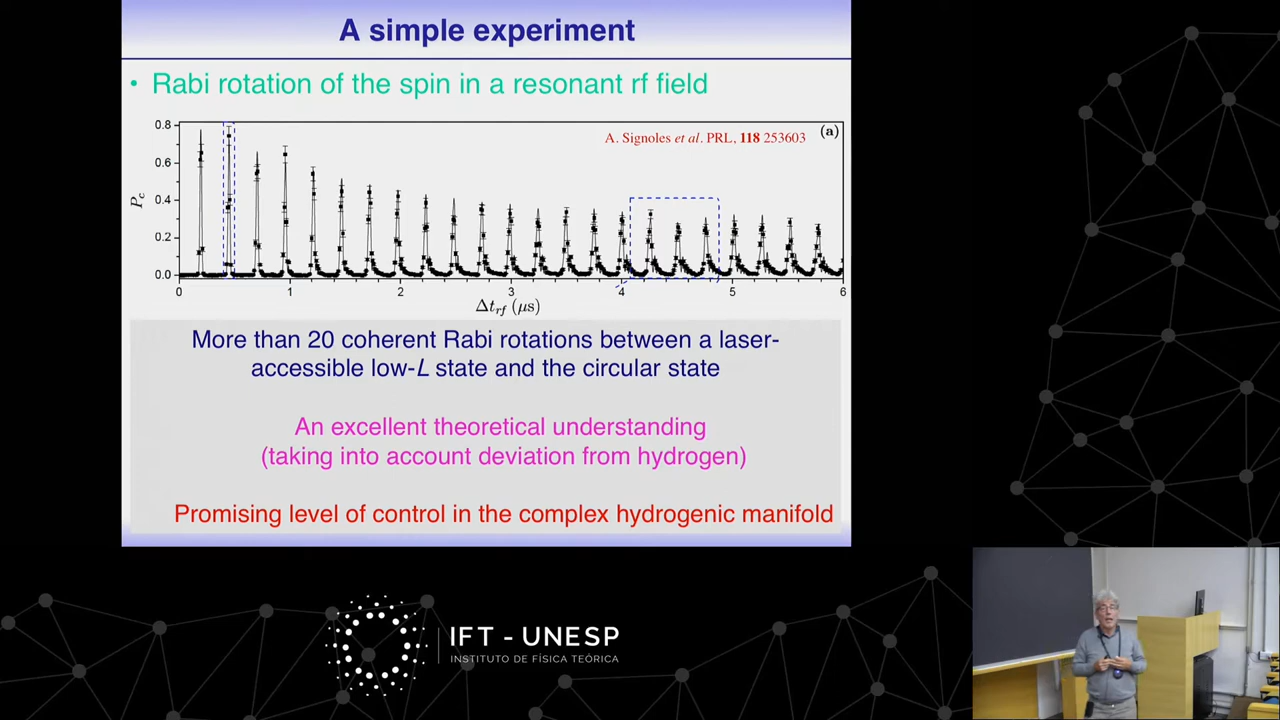 A simple experiment
• Rabi rotation of the spin in a resonant rf field
A. Signoles et al. PRL, 118 253603
(a)
0.8
0.6
0.4
0.2
0.0
Pc
0 1 2 3 4 5 6
Δt_rf (μs)
More than 20 coherent Rabi rotations between a laser-
accessible low-L state and the circular state
An excellent theoretical understanding
(taking into account deviation from hydrogen)
Promising level of control in the complex hydrogenic manifold
IFT - UNESP
INSTITUTO DE FÍSICA TEÓRICA